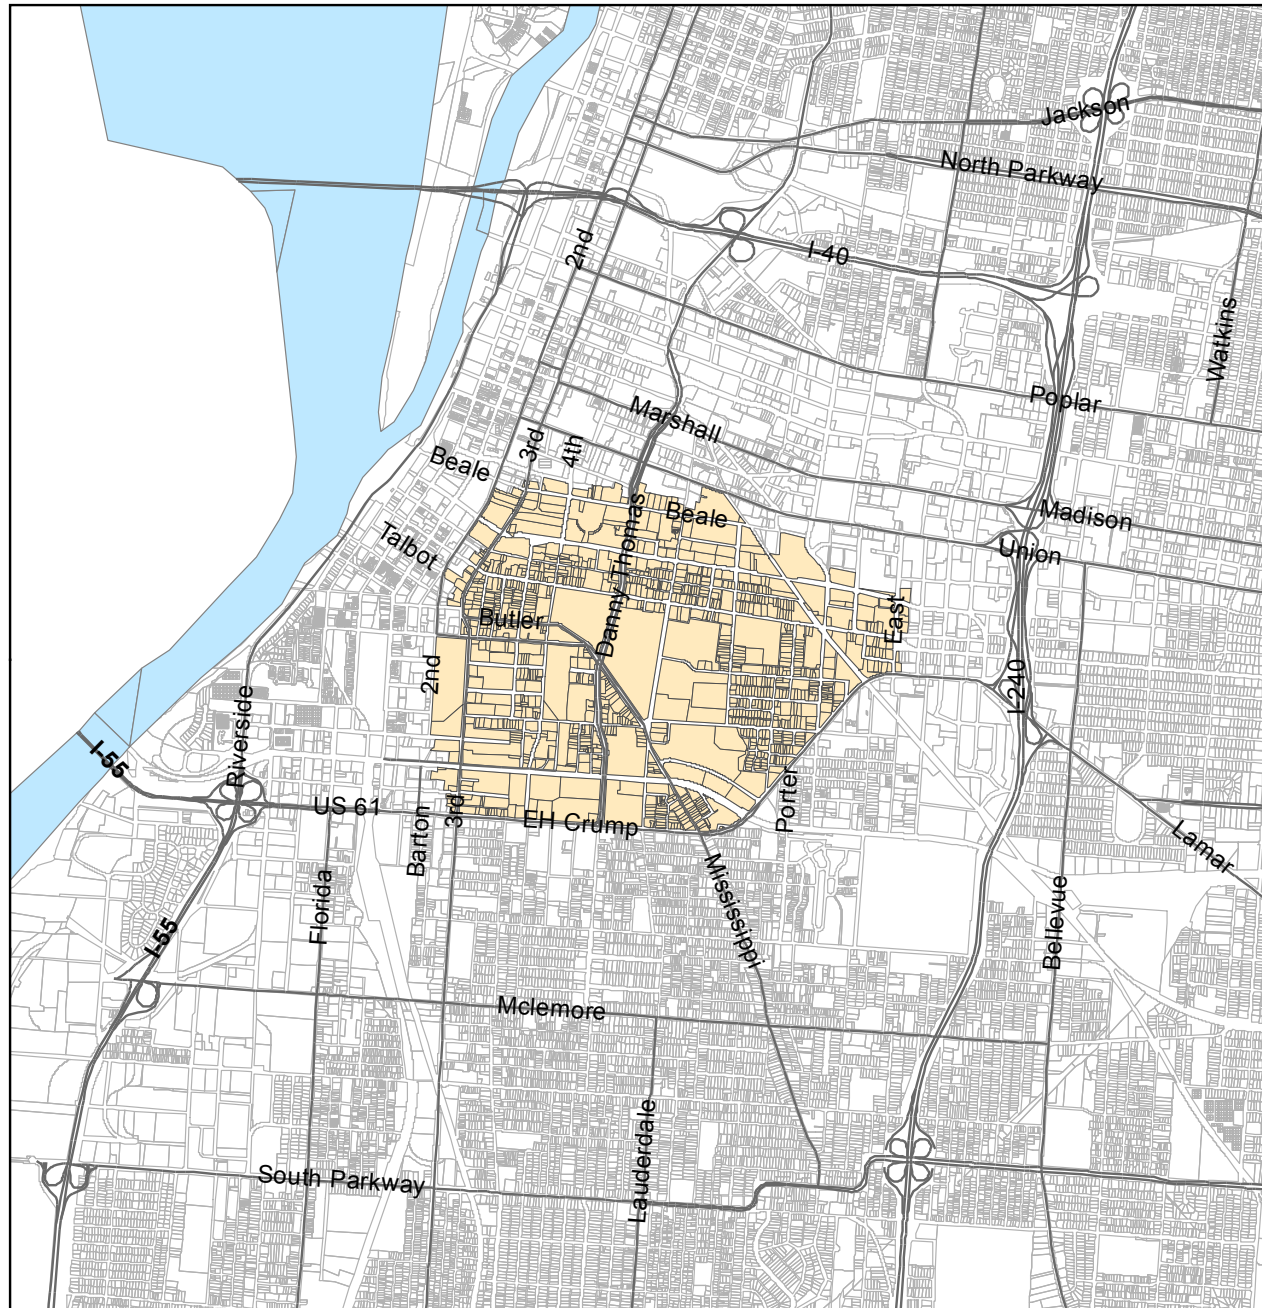 Jackson
North Parkway
2nd
I-40
Watkins
Poplar
Marshall
3rd
4th
Beale
Beale
Madison
Talbot
Union
Danny Thomas
Butler
East
2nd
I-240
Riverside
I-55
US 61
Barton
3rd
EH Crump
Porter
Lamar
Mississippi
Florida
Bellevue
I-55
Mclemore
Lauderdale
South Parkway